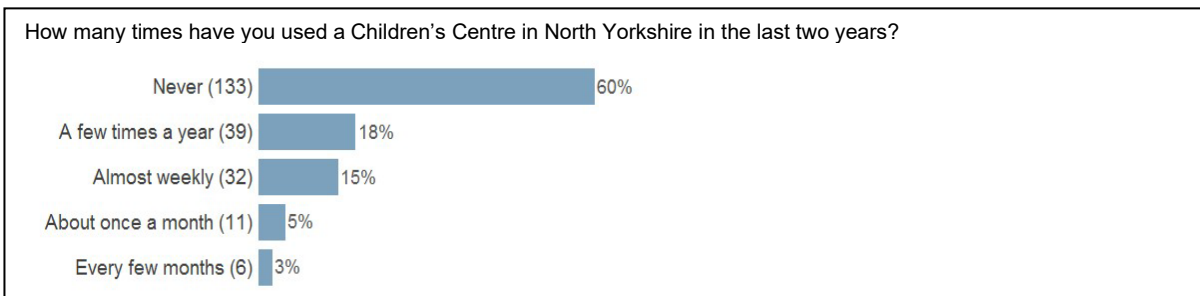 How many times have you used a Children’s Centre in North Yorkshire in the last two years?
Never (133) 60%
A few times a year (39) 18%
Almost weekly (32) 15%
About once a month (11) 5%
Every few months (6) 3%